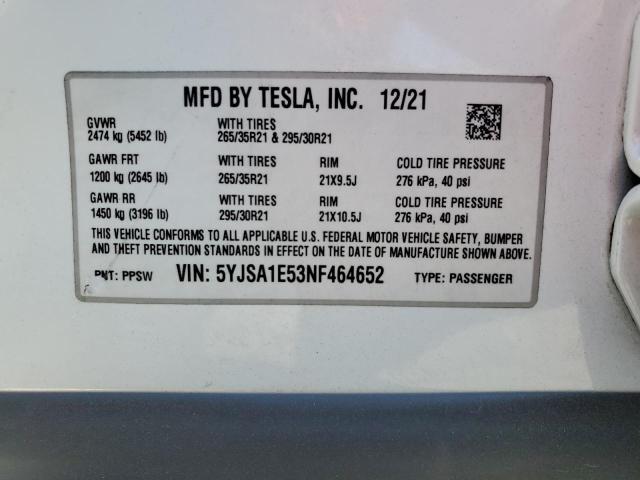 MFD BY TESLA, INC. 12/21
GVWR WITH TIRES
2474 kg (5452 lb) 265/35R21 & 295/30R21
GAWR FRT WITH TIRES RIM COLD TIRE PRESSURE
1200 kg (2645 lb) 265/35R21 21X9.5J 276 kPa, 40 psi
GAWR RR WITH TIRES RIM COLD TIRE PRESSURE
1450 kg (3196 lb) 295/30R21 21X10.5J 276 kPa, 40 psi
THIS VEHICLE CONFORMS TO ALL APPLICABLE U.S. FEDERAL MOTOR VEHICLE SAFETY, BUMPER
AND THEFT PREVENTION STANDARDS IN EFFECT ON THE DATE OF MANUFACTURE SHOWN ABOVE.
PNT: PPSW VIN: 5YJSA1E53NF464652 TYPE: PASSENGER